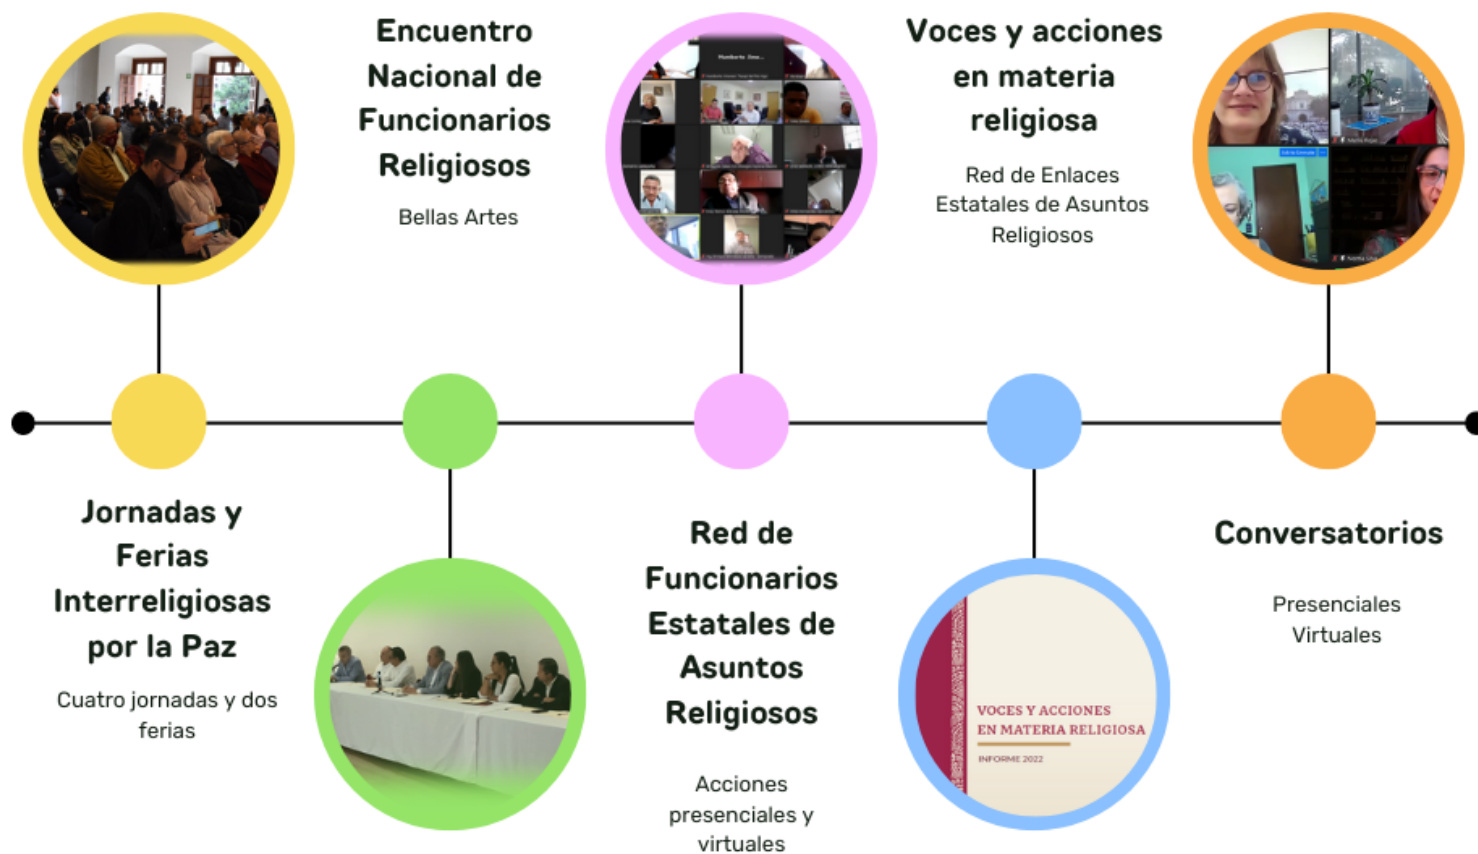 Encuentro
Nacional de
Funcionarios
Religiosos
Bellas Artes
Voces y acciones
en materia
religiosa
Red de Enlaces
Estatales de Asuntos
Religiosos
Jornadas y
Ferias
Interreligiosas
por la Paz
Cuatro jornadas y dos
ferias
Red de
Funcionarios
Estatales de
Asuntos
Religiosos
Acciones
presenciales y
virtuales
VOCES Y ACCIONES
EN MATERIA RELIGIOSA
INFORME 2022
Conversatorios
Presenciales
Virtuales